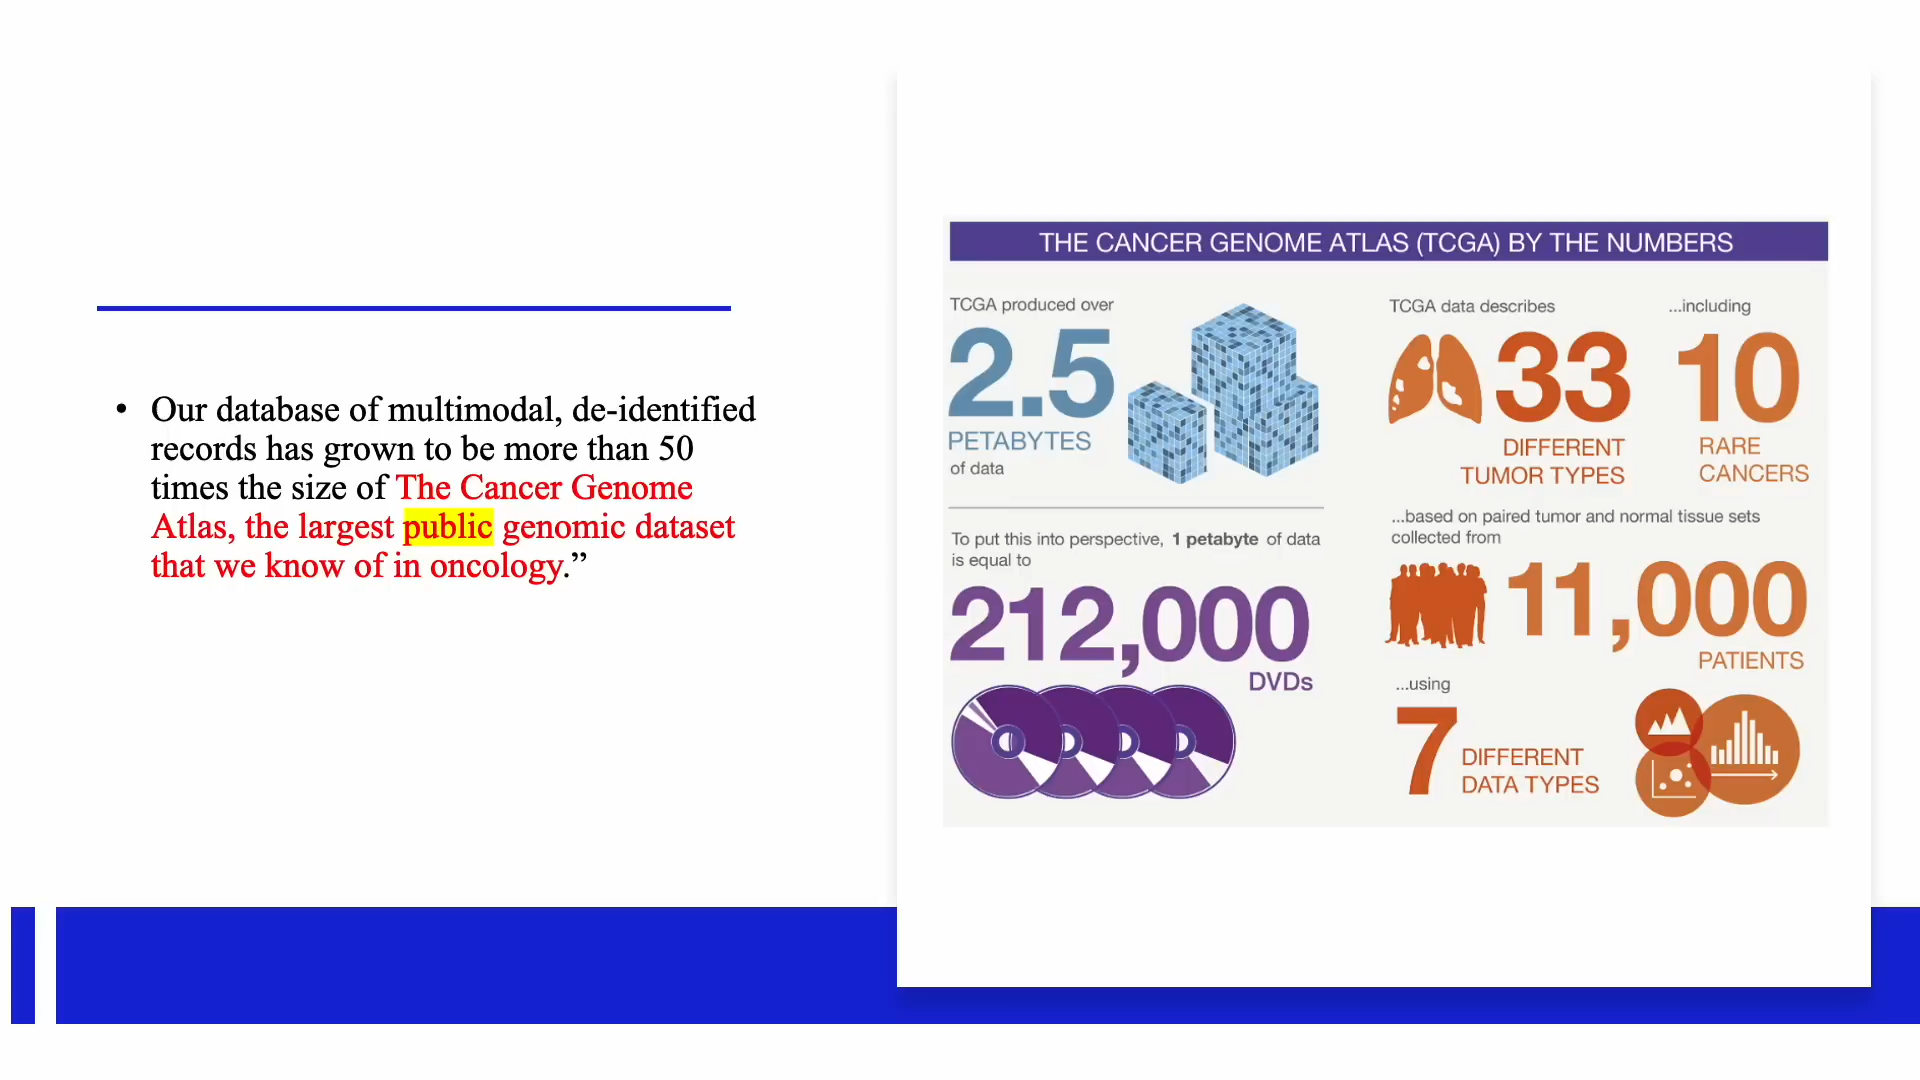 • Our database of multimodal, de-identified
records has grown to be more than 50
times the size of The Cancer Genome
Atlas, the largest public genomic dataset
that we know of in oncology.”
THE CANCER GENOME ATLAS (TCGA) BY THE NUMBERS
TCGA produced over
2.5
PETABYTES
of data
To put this into perspective, 1 petabyte of data
is equal to
212,000
DVDs
TCGA data describes
33
DIFFERENT
TUMOR TYPES
...including
10
RARE
CANCERS
...based on paired tumor and normal tissue sets
collected from
11,000
PATIENTS
...using
7
DIFFERENT
DATA TYPES